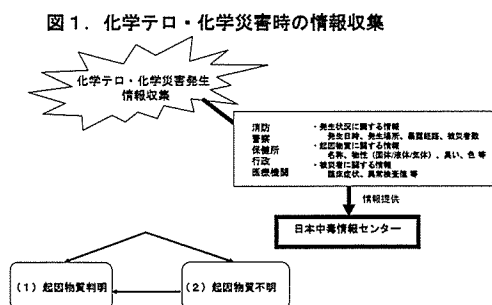 図1．化学テロ・化学災害時の情報収集
化学テロ・化学災害発生
情報収集
消防
警察
保健所
行政
医療機関
・発生状況に関する情報
発生日時、発生場所、暴露経路、被災者数
・起因物質に関する情報
名称、物性（固体/液体/気体）、臭い、色 等
・被災者に関する情報
臨床症状、異常検査値 等
情報提供
日本中毒情報センター
（1）起因物質判明
（2）起因物質不明